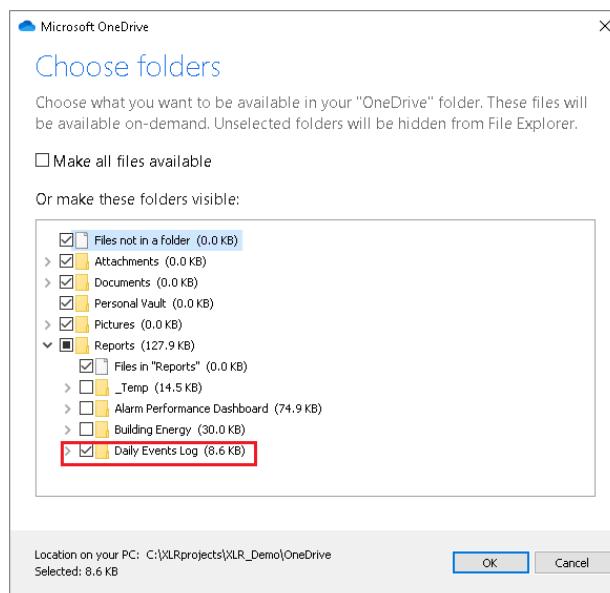 Microsoft OneDrive
Choose folders
Choose what you want to be available in your "OneDrive" folder. These files will
be available on-demand. Unselected folders will be hidden from File Explorer.
Make all files available
Or make these folders visible:
Files not in a folder (0.0 KB)
Attachments (0.0 KB)
Documents (0.0 KB)
Personal Vault (0.0 KB)
Pictures (0.0 KB)
Reports (127.9 KB)
Files in "Reports" (0.0 KB)
_Temp (14.5 KB)
Alarm Performance Dashboard (74.9 KB)
Building Energy (30.0 KB)
Daily Events Log (8.6 KB)
Location on your PC: C:\XLRprojects\XLR_Demo\OneDrive
Selected: 8.6 KB
OK
Cancel